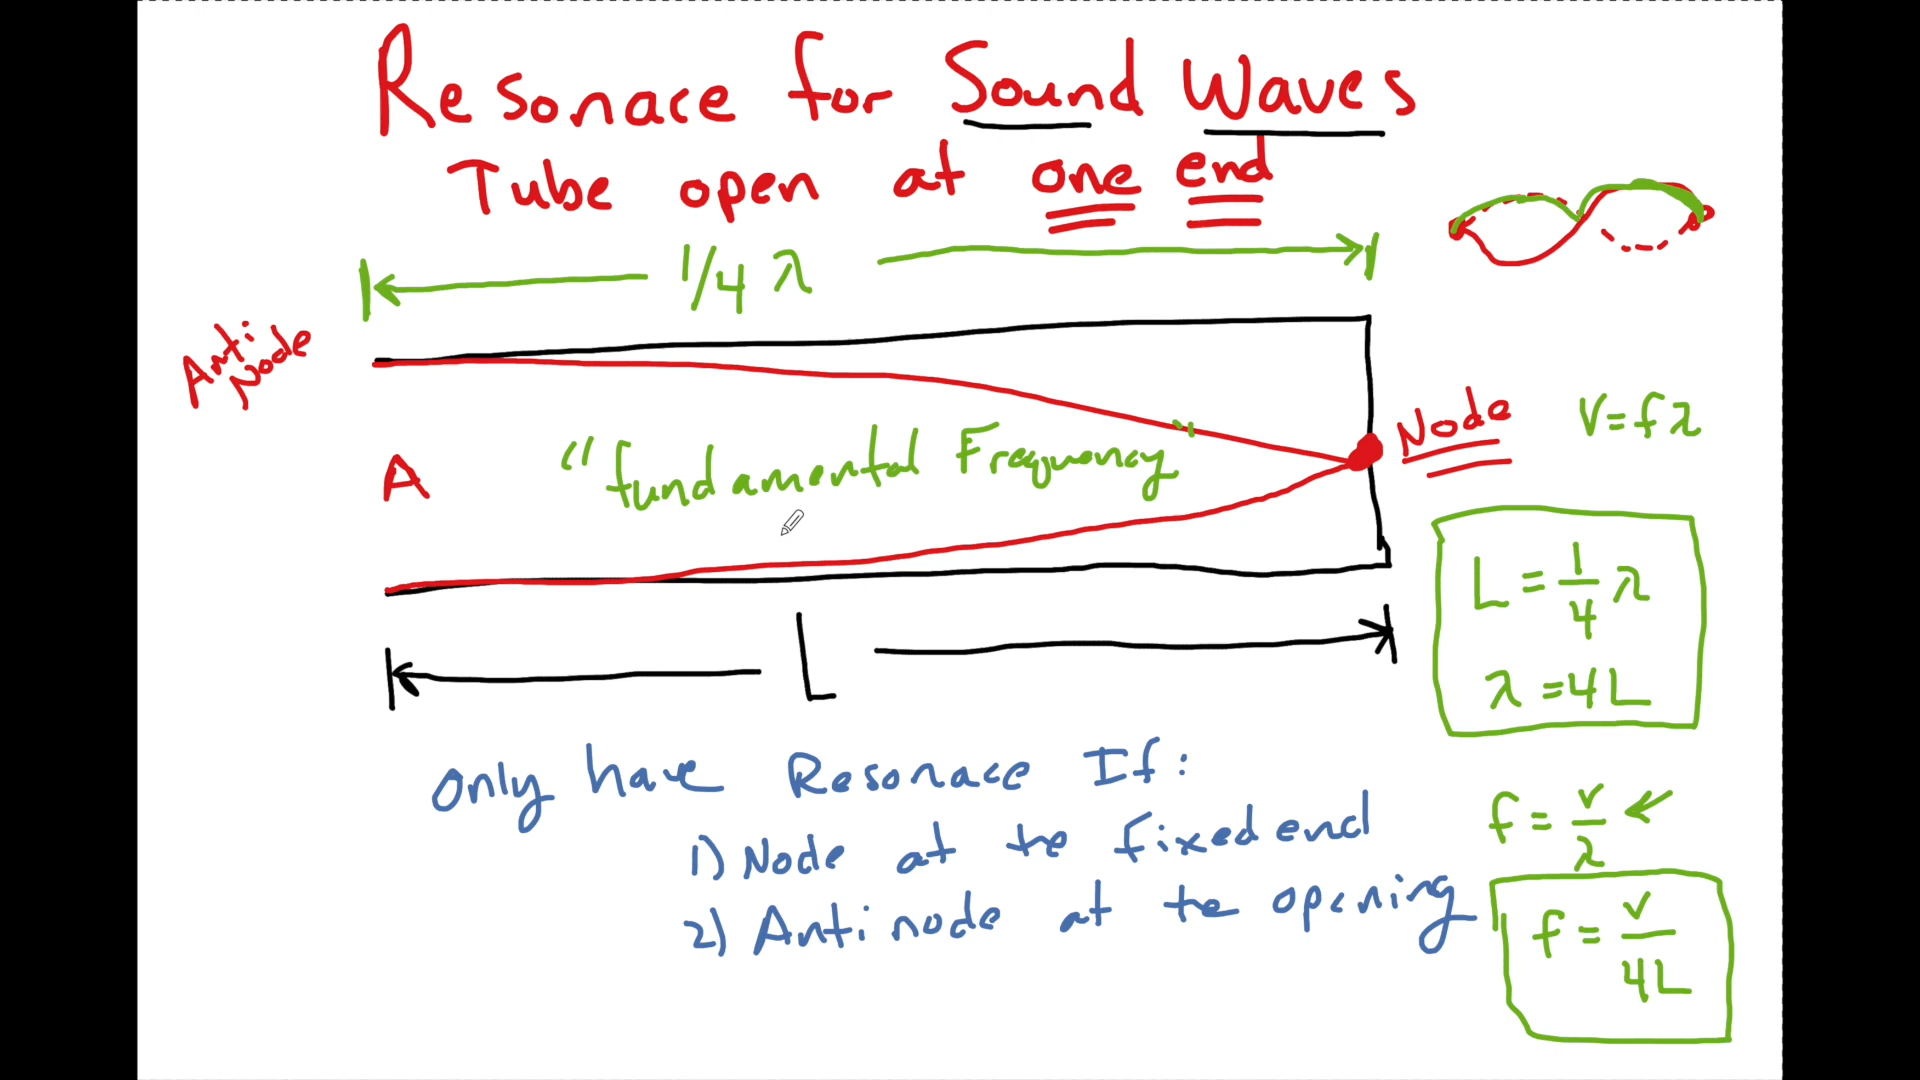 Resonace for Sound Waves
Tube open at one end
1/4 λ
Anti
Node
A
"fundamental Frequency"
Node
V=fλ
L = 1/4 λ
λ = 4L
L
only have Resonace If:
1) Node at the fixed end
2) Anti node at the opening
f = v/λ
f = v/4L